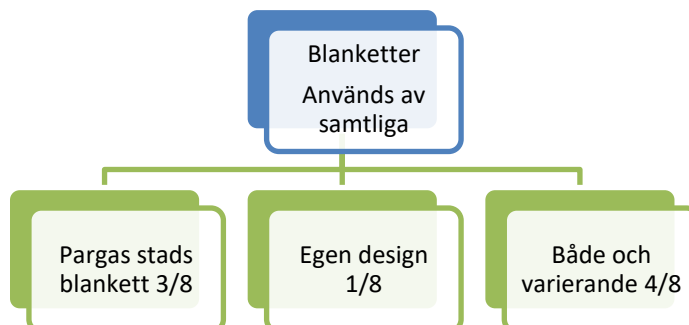 Blanketter
Används av
samtliga
Pargas stads
blankett 3/8
Egen design
1/8
Både och
varierande 4/8